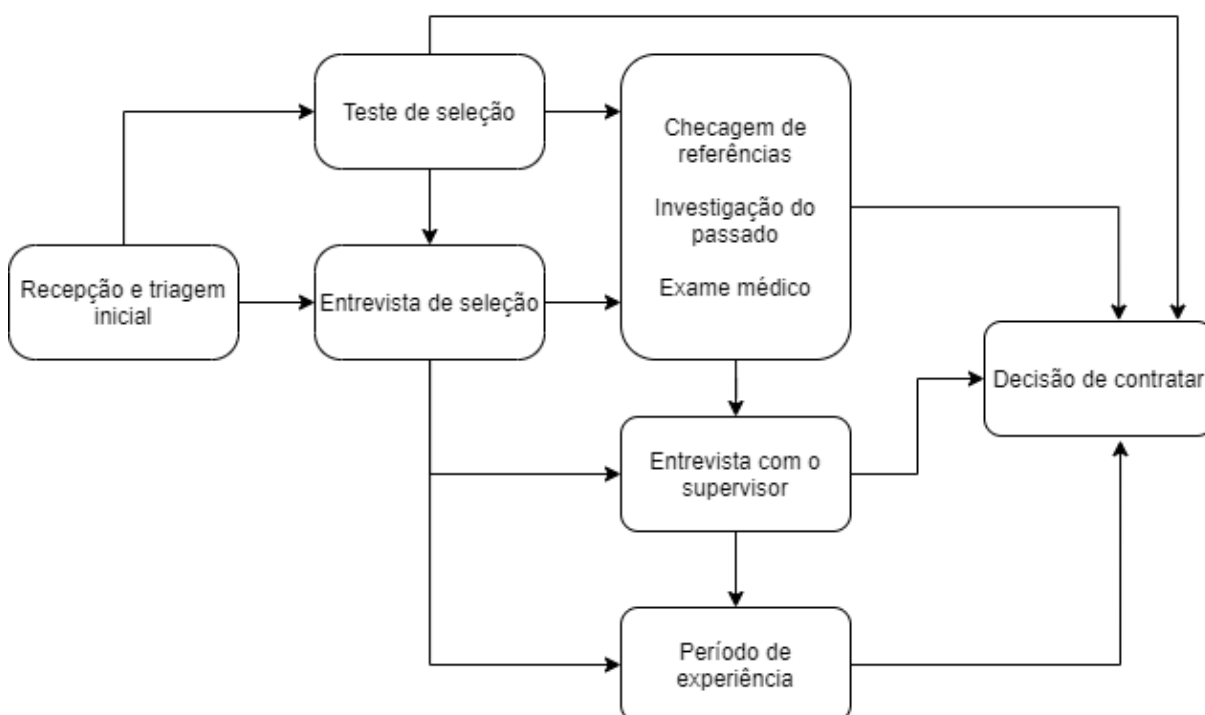 Teste de seleção
Checagem de
referências
Investigação do
passado
Exame médico
Recepção e triagem
inicial
Entrevista de seleção
Decisão de contratar
Entrevista com o
supervisor
Período de
experiência